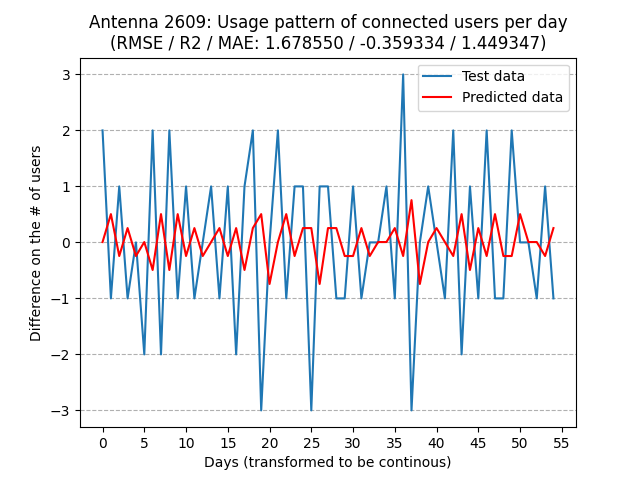 Antenna 2609: Usage pattern of connected users per day
(RMSE / R2 / MAE: 1.678550 / -0.359334 / 1.449347)
Test data
Predicted data
3
2
1
0
−1
−2
−3
Difference on the # of users
0 5 10 15 20 25 30 35 40 45 50 55
Days (transformed to be continous)